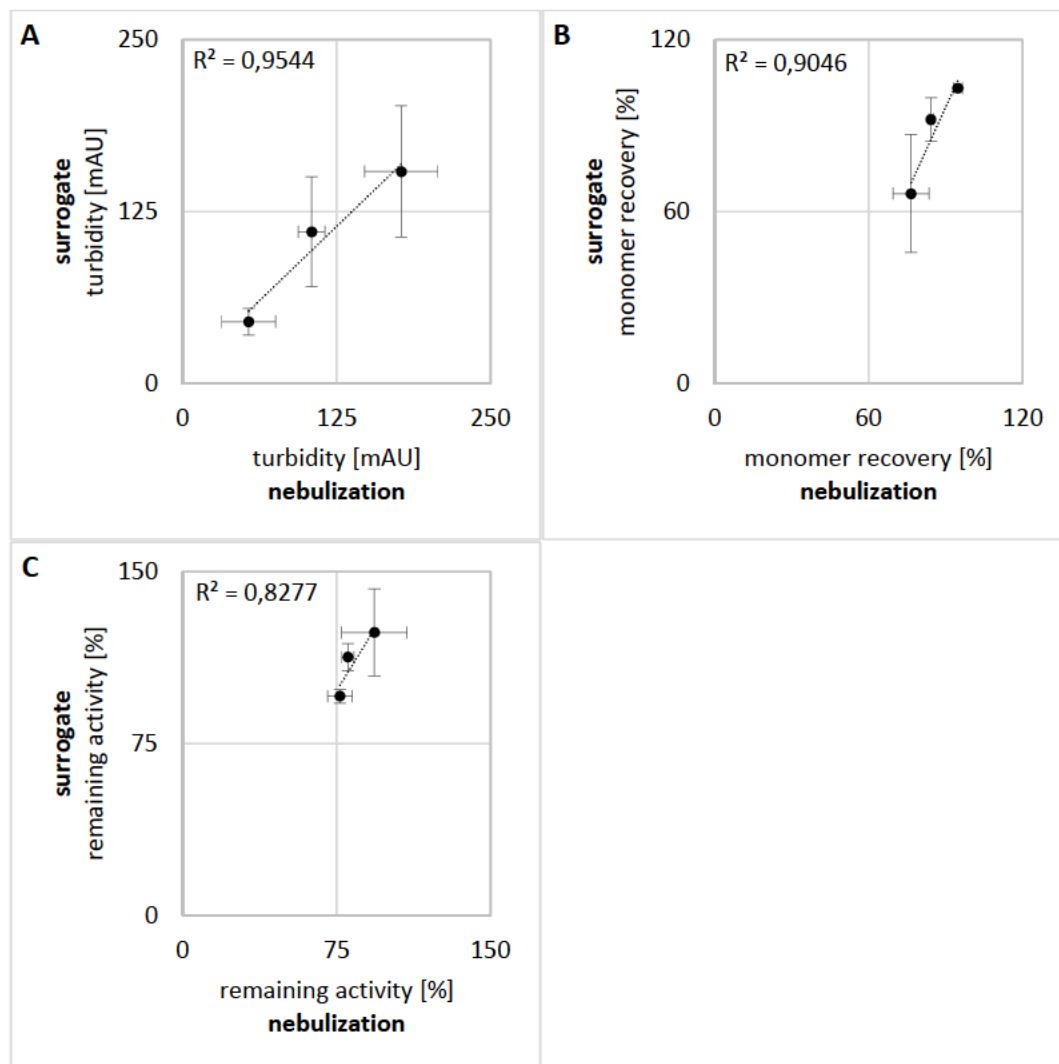 A
R² = 0,9544
250
125
0
surrogate
turbidity [mAU]
0
125
250
turbidity [mAU]
nebulization
B
R² = 0,9046
120
60
0
surrogate
monomer recovery [%]
0
60
120
monomer recovery [%]
nebulization
C
R² = 0,8277
150
75
0
surrogate
remaining activity [%]
0
75
150
remaining activity [%]
nebulization